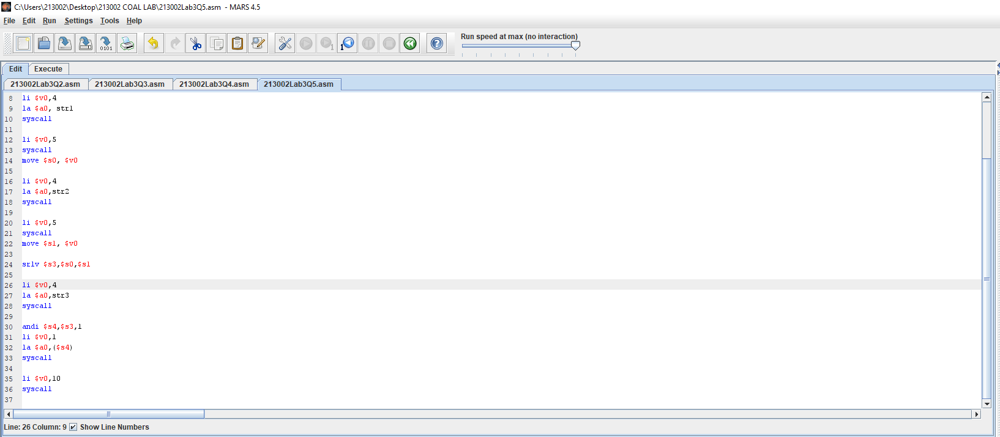 C:\Users\213002\Desktop\213002 COAL LAB\213002Lab3Q5.asm - MARS 4.5
File Edit Run Settings Tools Help
Run speed at max (no interaction)
0101 1 1
Edit Execute
213002Lab3Q2.asm 213002Lab3Q3.asm 213002Lab3Q4.asm 213002Lab3Q5.asm
8 li $v0,4
9 la $a0, str1
10 syscall
11
12 li $v0,5
13 syscall
14 move $s0, $v0
15
16 li $v0,4
17 la $a0,str2
18 syscall
19
20 li $v0,5
21 syscall
22 move $s1, $v0
23
24 srlv $s3,$s0,$s1
25
26 li $v0,4
27 la $a0,str3
28 syscall
29
30 andi $s4,$s3,1
31 li $v0,1
32 la $a0,($s4)
33 syscall
34
35 li $v0,10
36 syscall
37
Line: 26 Column: 9 Show Line Numbers